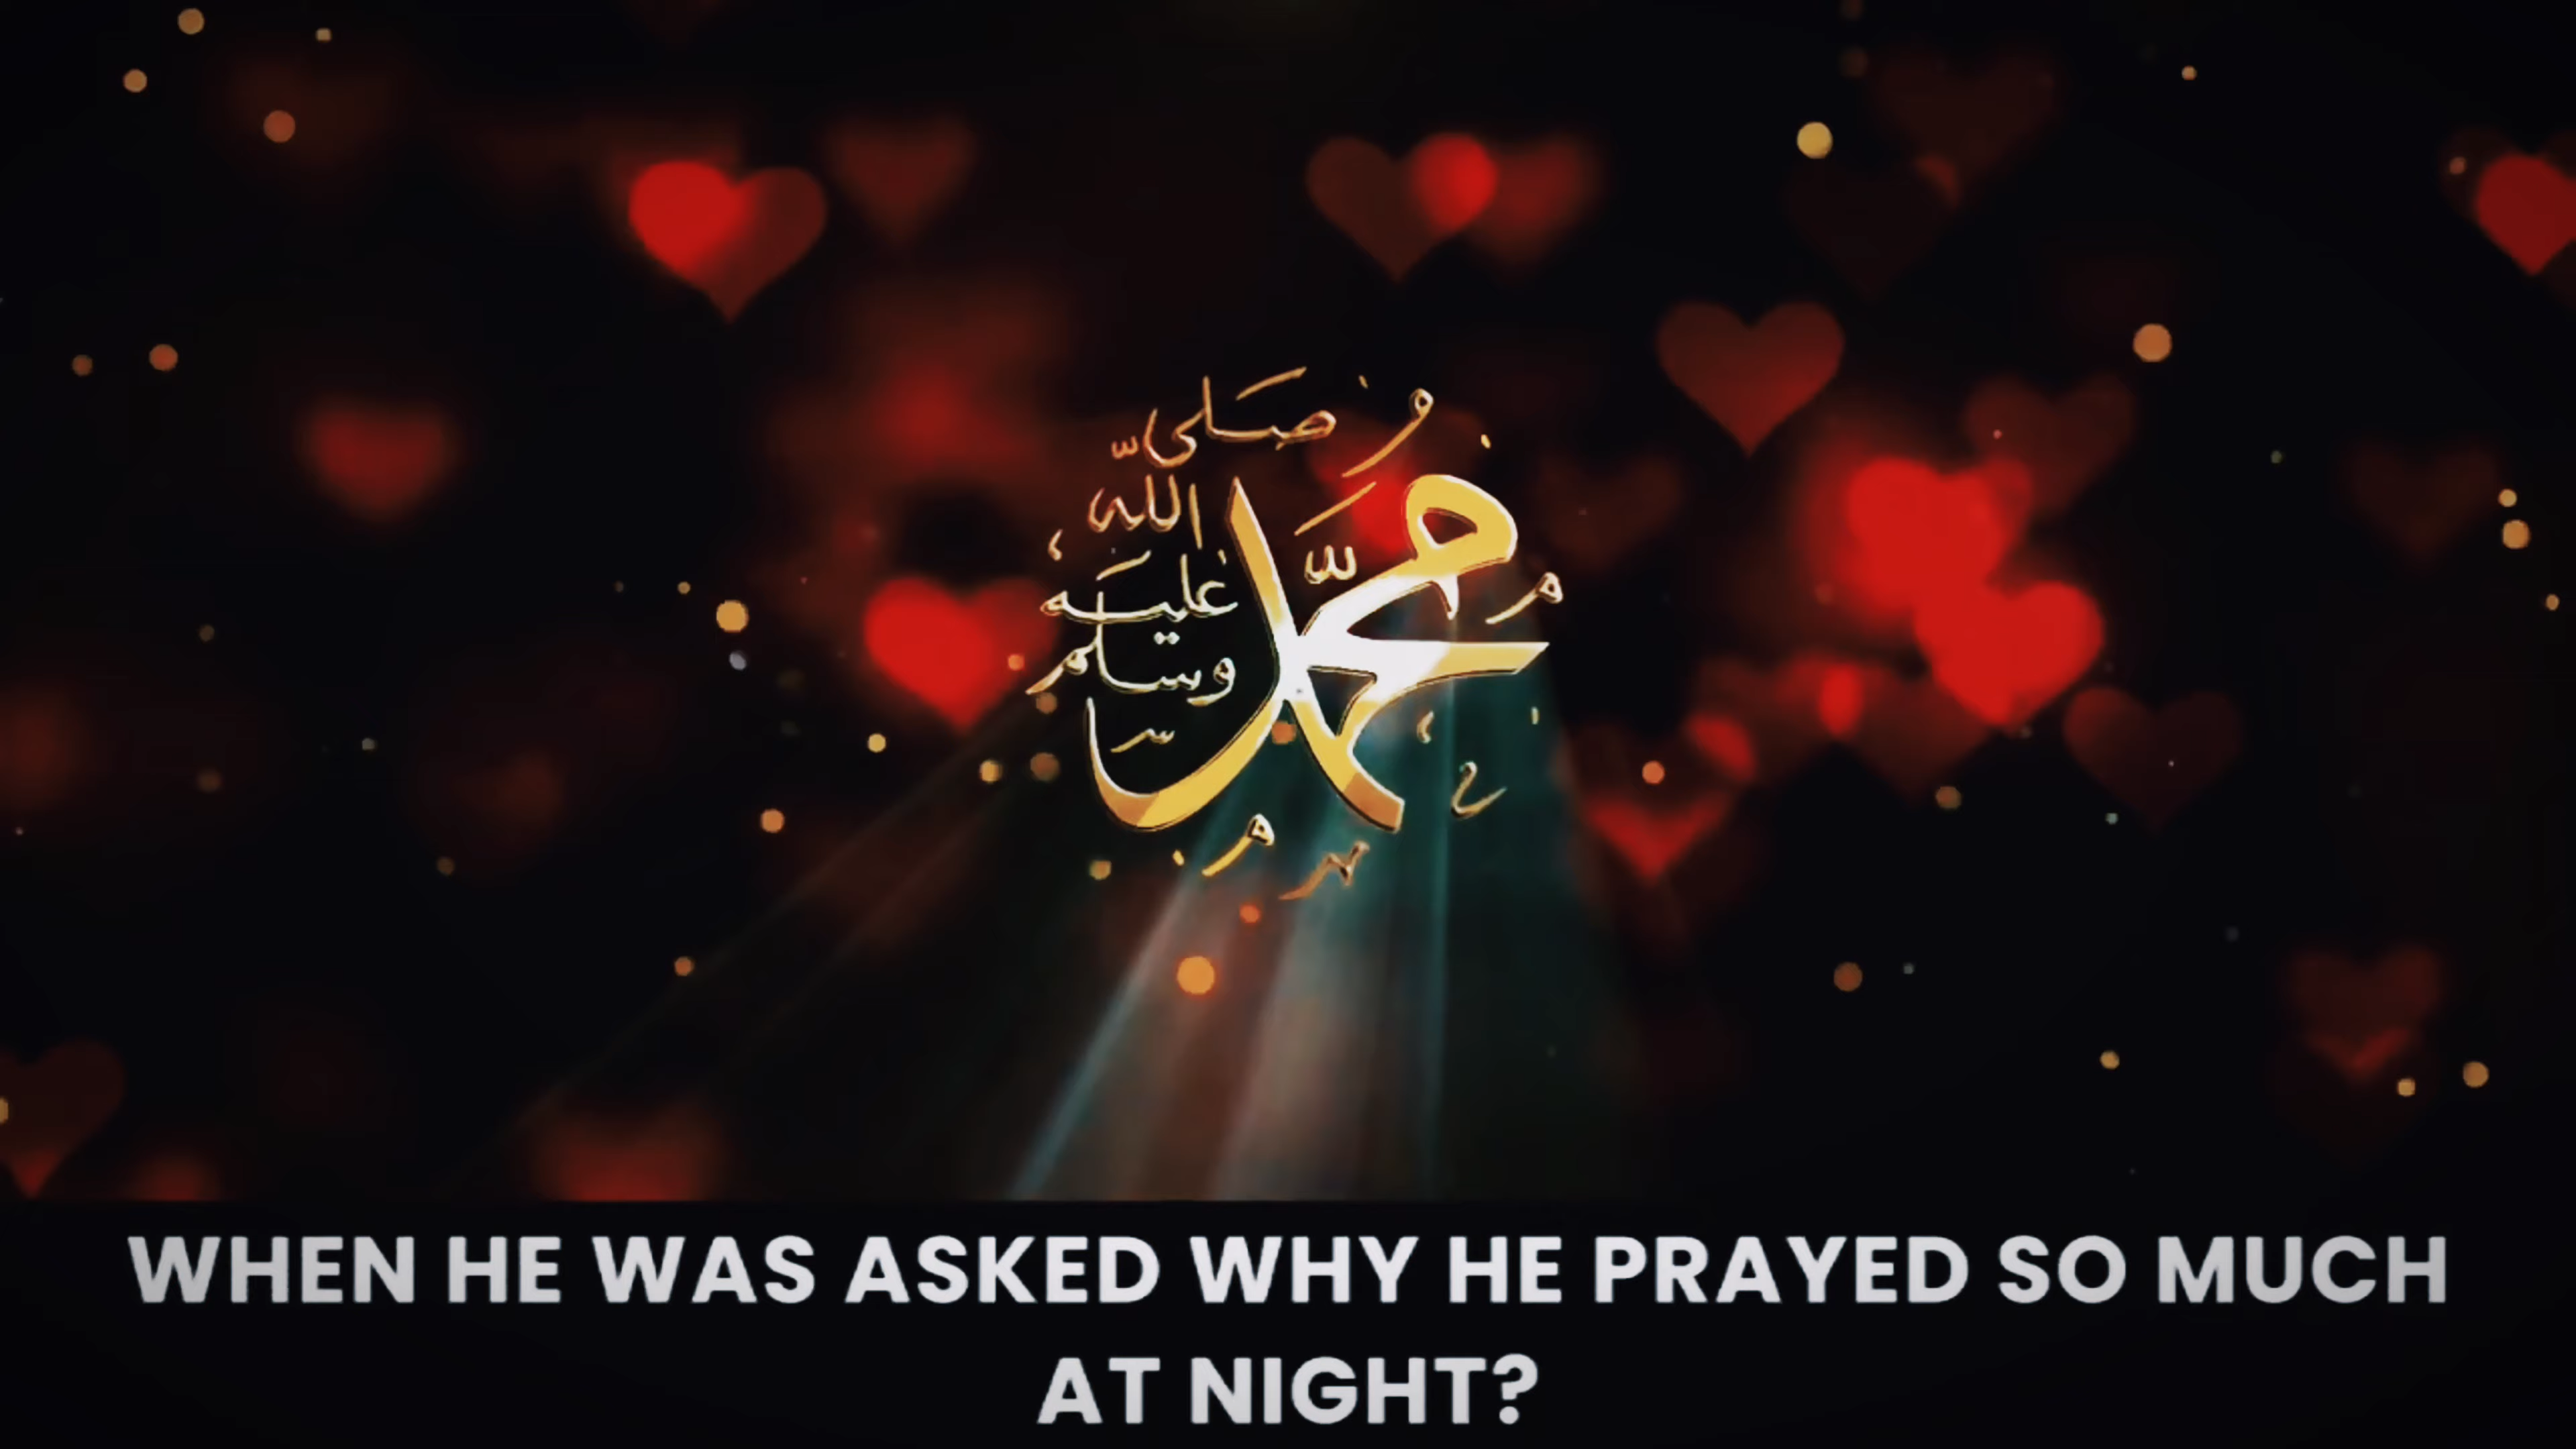 محمد
صلى
الله
عليه
وسلم
WHEN HE WAS ASKED WHY HE PRAYED SO MUCH
AT NIGHT?